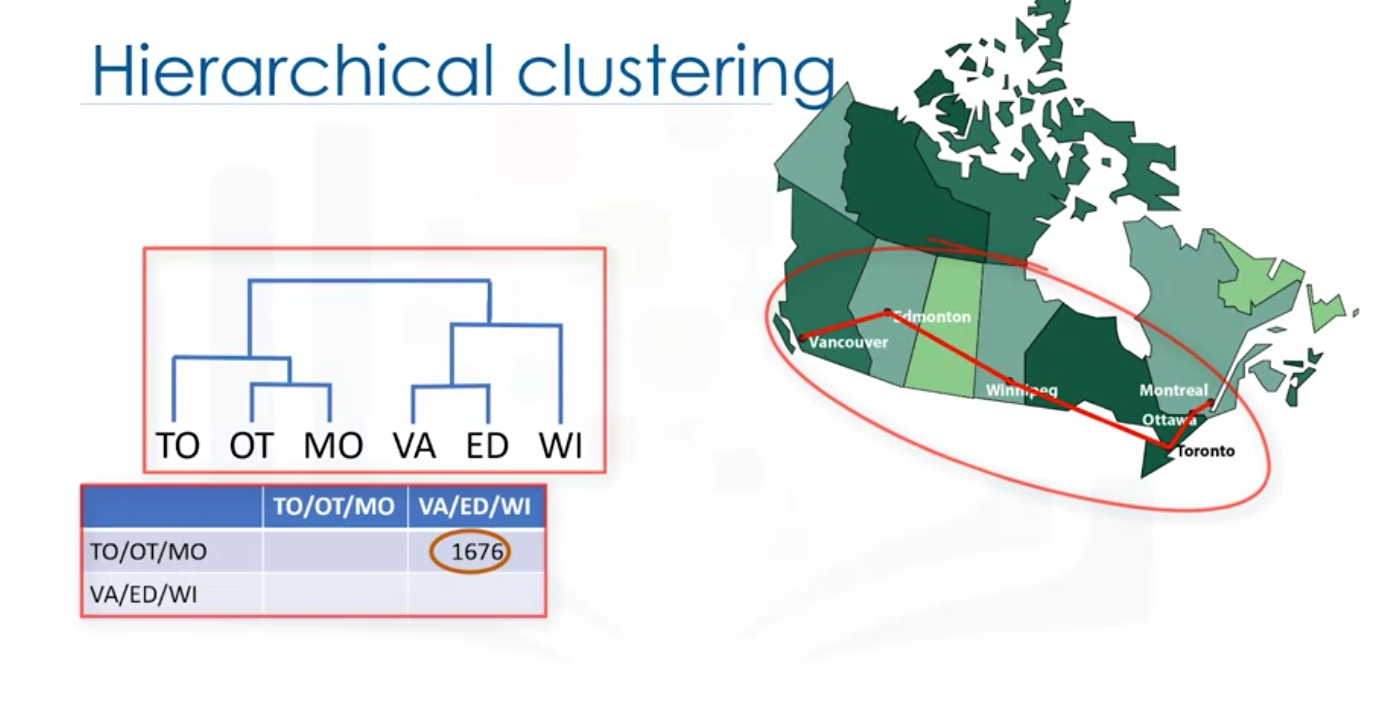 Hierarchical clustering
TO OT MO VA ED WI
TO/OT/MO VA/ED/WI
TO/OT/MO 1676
VA/ED/WI
Edmonton
Vancouver
Winnipeg
Montreal
Ottawa
Toronto